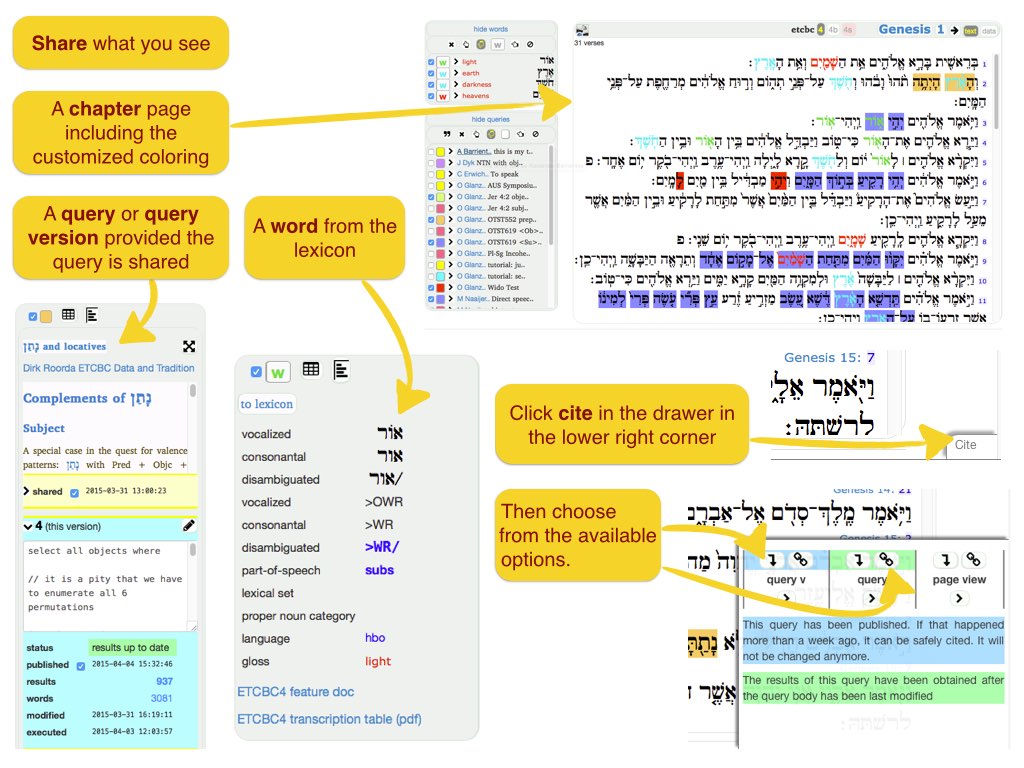 Share what you see
A chapter page
including the
customized coloring
A query or query
version provided the
query is shared
A word from the
lexicon
hide words
w light אור
w earth ארץ
w darkness חשך
w heavens
hide queries
A Barrient.. this is my t..
J Dyk NTN with obj..
C Erwich.. To speak
O Glanz.. AUS Symposiu..
O Glanz.. Jer 4:2 obj..
O Glanz.. Jer 4:2 subj..
O Glanz.. OTST552 prep..
O Glanz.. OTST619 <Ob>..
O Glanz.. OTST619 <Su>..
O Glanz.. Pl-Sg Incohe..
O Glanz.. tutorial: ju..
O Glanz.. tutorial: se..
O Glanz.. Wido Test
M Naaijer.. Direct speec..
etcbc 4 4b 4s Genesis 1 text data
31 verses
1 בְּרֵאשִׁ֖ית בָּרָ֣א אֱלֹהִ֑ים אֵ֥ת הַשָּׁמַ֖יִם וְאֵ֥ת הָאָֽרֶץ׃
2 וְהָאָ֗רֶץ הָיְתָ֥ה תֹ֙הוּ֙ וָבֹ֔הוּ וְחֹ֖שֶׁךְ עַל־פְּנֵ֣י תְהֹ֑ום וְר֣וּחַ אֱלֹהִ֔ים מְרַחֶ֖פֶת עַל־פְּנֵ֥י
הַמָּֽיִם׃
3 וַיֹּ֥אמֶר אֱלֹהִ֖ים יְהִ֣י אֹ֑ור וַֽיְהִי־אֹֽור׃
4 וַיַּ֧רְא אֱלֹהִ֛ים אֶת־הָאֹ֖ור כִּי־טֹ֑וב וַיַּבְדֵּ֣ל אֱלֹהִ֔ים בֵּ֥ין הָאֹ֖ור וּבֵ֥ין הַחֹֽשֶׁךְ׃
5 וַיִּקְרָ֨א אֱלֹהִ֤ים ׀ לָאֹור֙ יֹ֔ום וְלַחֹ֖שֶׁךְ קָ֣רָא לָ֑יְלָה וַֽיְהִי־עֶ֥רֶב וַֽיְהִי־בֹ֖קֶר יֹ֥ום אֶחָֽד׃ פ
6 וַיֹּ֣אמֶר אֱלֹהִ֔ים יְהִ֥י רָקִ֖יעַ בְּתֹ֣וךְ הַמָּ֑יִם וִיהִ֣י מַבְדִּ֔יל בֵּ֥ין מַ֖יִם לָמָֽיִם׃
7 וַיַּ֣עַשׂ אֱלֹהִים֮ אֶת־הָרָקִיעַ֒ וַיַּבְדֵּ֗ל בֵּ֤ין הַמַּ֙יִם֙ אֲשֶׁר֙ מִתַּ֣חַת לָרָקִ֔יעַ וּבֵ֣ין הַמַּ֔יִם אֲשֶׁ֖ר
מֵעַ֣ל לָרָקִ֑יעַ וַֽיְהִי־כֵֽן׃
8 וַיִּקְרָ֧א אֱלֹהִ֛ים לָֽרָקִ֖יעַ שָׁמָ֑יִם וַֽיְהִי־עֶ֥רֶב וַֽיְהִי־בֹ֖קֶר יֹ֥ום שֵׁנִֽי׃ פ
9 וַיֹּ֣אמֶר אֱלֹהִ֗ים יִקָּו֨וּ הַמַּ֜יִם מִתַּ֤חַת הַשָּׁמַ֙יִם֙ אֶל־מָקֹ֣ום אֶחָ֔ד וְתֵרָאֶ֖ה הַיַּבָּשָׁ֑ה וַֽיְהִי־כֵֽן׃
10 וַיִּקְרָ֨א אֱלֹהִ֤ים ׀ לַיַּבָּשָׁה֙ אֶ֔רֶץ וּלְמִקְוֵ֥ה הַמַּ֖יִם קָרָ֣א יַמִּ֑ים וַיַּ֥רְא אֱלֹהִ֖ים כִּי־טֹֽוב׃
11 וַיֹּ֣אמֶר אֱלֹהִ֗ים תַּֽדְשֵׁ֤א הָאָ֙רֶץ֙ דֶּ֔שֶׁא עֵ֚שֶׂב מַזְרִ֣יעַ זֶ֔רַע עֵ֣ץ פְּרִ֞י עֹ֤שֶׂה פְּרִי֙ לְמִינֹ֔ו
אֲשֶׁ֥ר זַרְעֹו־בֹ֖ו עַל־הָאָ֑רֶץ וַֽיְהִי־כֵֽן׃
נתן and locatives
Dirk Roorda ETCBC Data and Tradition
Complements of נתן
Subject
A special case in the quest for valence
patterns: נתן with Pred + Objc +
shared 2015-03-31 13:00:23
4 (this version)
select all objects where
// it is a pity that we have
to enumerate all 6
permutations
status results up to date
published 2015-04-04 15:32:46
results 937
words 3081
modified 2015-03-31 16:19:11
executed 2015-04-03 12:03:57
w
to lexicon
vocalized אֹור
consonantal אור
disambiguated אור/
vocalized >OWR
consonantal >WR
disambiguated >WR/
part-of-speech subs
lexical set
proper noun category
language hbo
gloss light
ETCBC4 feature doc
ETCBC4 transcription table (pdf)
Click cite in the drawer in
the lower right corner
Genesis 15: 7
וַיֹּ֖אמֶר אֵלָ֑יו
לְרִשְׁתָּֽהּ׃
Cite
Then choose
from the available
options.
Genesis 14: 21
וַיֹּ֥אמֶר מֶֽלֶךְ־סְדֹ֖ם אֶל־אַבְרָ֑ם
query v query page view
This query has been published. If that happened
more than a week ago, it can be safely cited. It will
not be changed anymore.
The results of this query have been obtained after
the query body has been last modified
נָתַ֖תָּה
אֲשֶׁ֤ר
לְרִשְׁתָּֽהּ׃